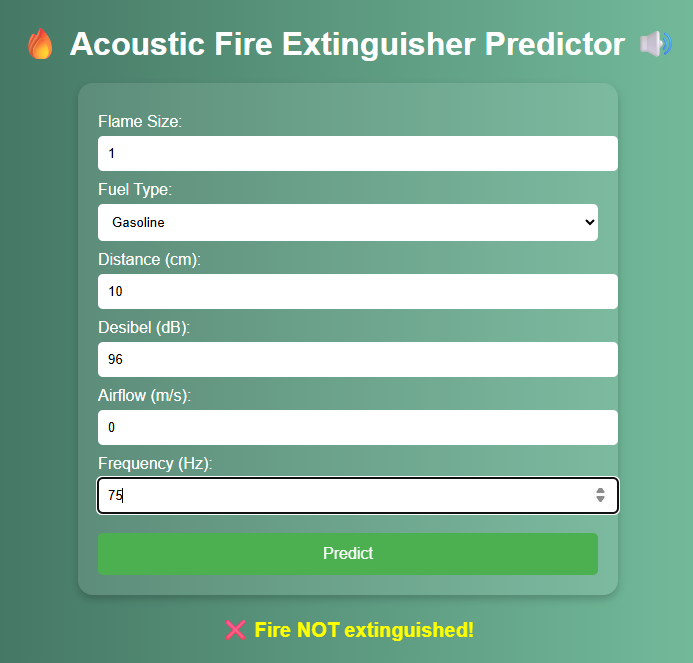 🔥 Acoustic Fire Extinguisher Predictor 🔊
Flame Size:
1
Fuel Type:
Gasoline
Distance (cm):
10
Desibel (dB):
96
Airflow (m/s):
0
Frequency (Hz):
75
Predict
❌ Fire NOT extinguished!